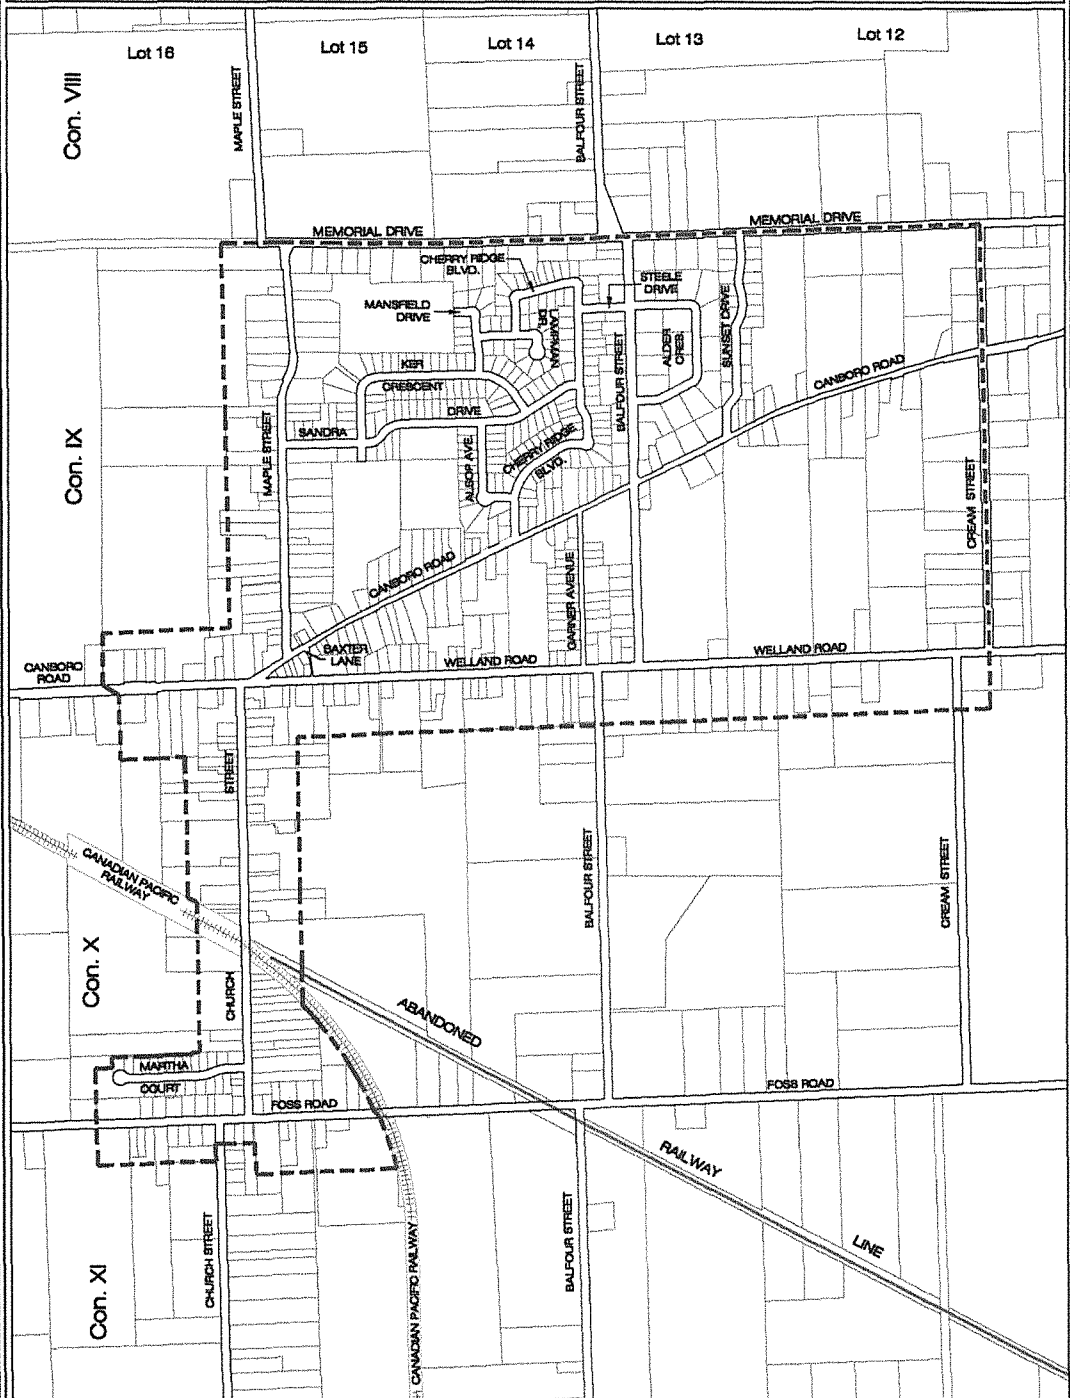 Lot 16
Lot 15
Lot 14
Lot 13
Lot 12
Con. VIII
MAPLE STREET
BALFOUR STREET
MEMORIAL DRIVE
MEMORIAL DRIVE
CHERRY RIDGE
BLVD.
STEELE
DRIVE
MANSFIELD
DRIVE
LAMPMAN
DR.
ALDER
CRES.
SUNSET DRIVE
KER
CRESCENT
BALFOUR STREET
CANBORO ROAD
DRIVE
SANDRA
Con. IX
MAPLE STREET
ALSOP AVE.
CHERRY RIDGE
BLVD.
CREAM STREET
CANBORO ROAD
GARNER AVENUE
BAXTER
LANE
WELLAND ROAD
WELLAND ROAD
CANBORO
ROAD
STREET
CANADIAN PACIFIC
RAILWAY
BALFOUR STREET
CREAM STREET
Con. X
CHURCH
ABANDONED
MARTHA
COURT
FOSS ROAD
FOSS ROAD
RAILWAY
LINE
Con. XI
CHURCH STREET
CANADIAN PACIFIC RAILWAY
BALFOUR STREET